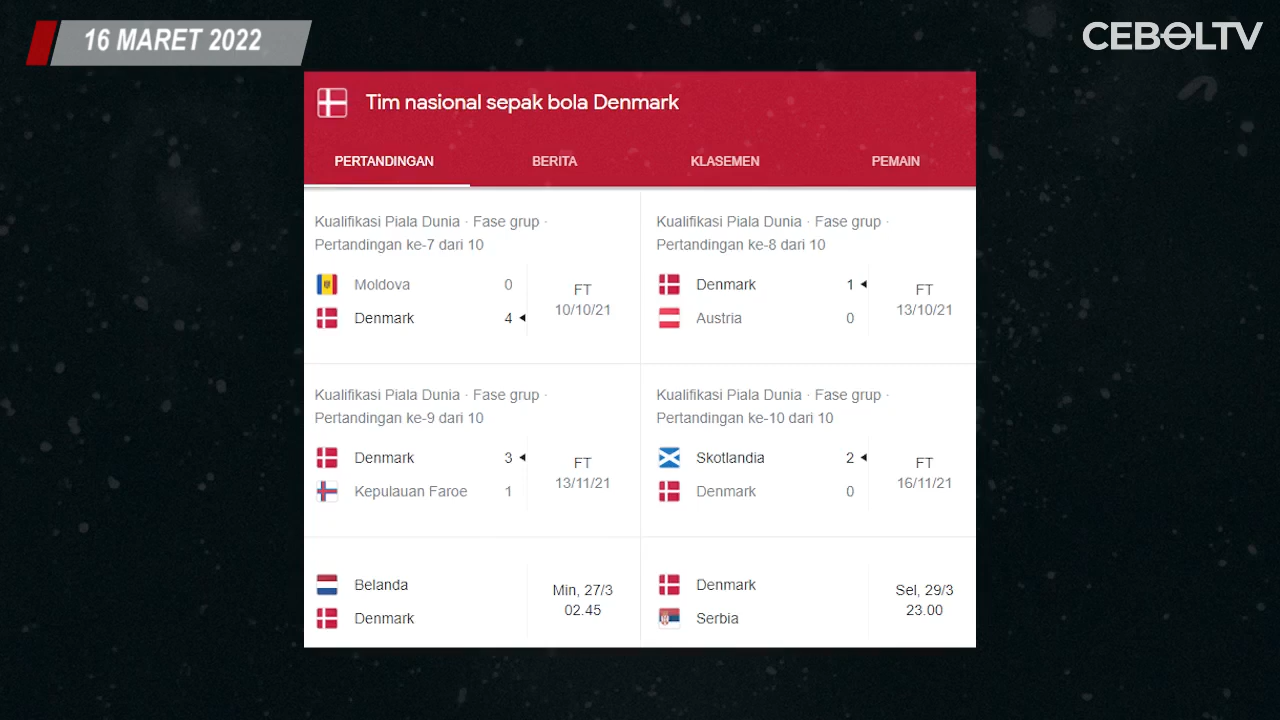 16 MARET 2022
CEBOLTV
Tim nasional sepak bola Denmark
PERTANDINGAN
BERITA
KLASEMEN
PEMAIN
Kualifikasi Piala Dunia · Fase grup ·
Pertandingan ke-7 dari 10
Moldova 0
Denmark 4
FT
10/10/21
Kualifikasi Piala Dunia · Fase grup ·
Pertandingan ke-8 dari 10
Denmark 1
Austria 0
FT
13/10/21
Kualifikasi Piala Dunia · Fase grup ·
Pertandingan ke-9 dari 10
Denmark 3
Kepulauan Faroe 1
FT
13/11/21
Kualifikasi Piala Dunia · Fase grup ·
Pertandingan ke-10 dari 10
Skotlandia 2
Denmark 0
FT
16/11/21
Belanda
Denmark
Min, 27/3
02.45
Denmark
Serbia
Sel, 29/3
23.00